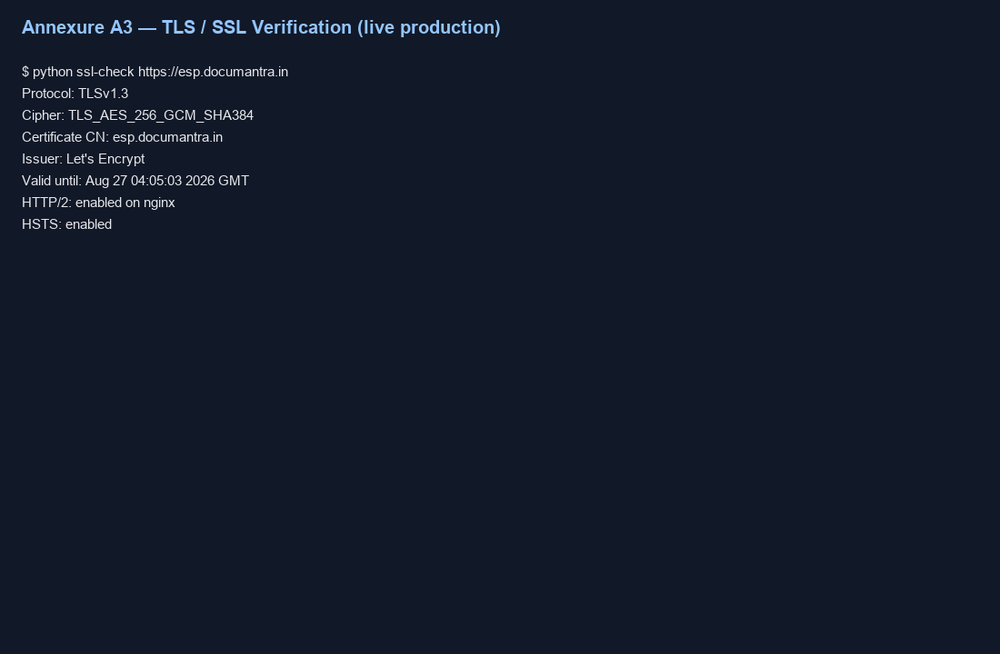 Annexure A3 — TLS / SSL Verification (live production)
$ python ssl-check https://esp.documantra.in
Protocol: TLSv1.3
Cipher: TLS_AES_256_GCM_SHA384
Certificate CN: esp.documantra.in
Issuer: Let's Encrypt
Valid until: Aug 27 04:05:03 2026 GMT
HTTP/2: enabled on nginx
HSTS: enabled